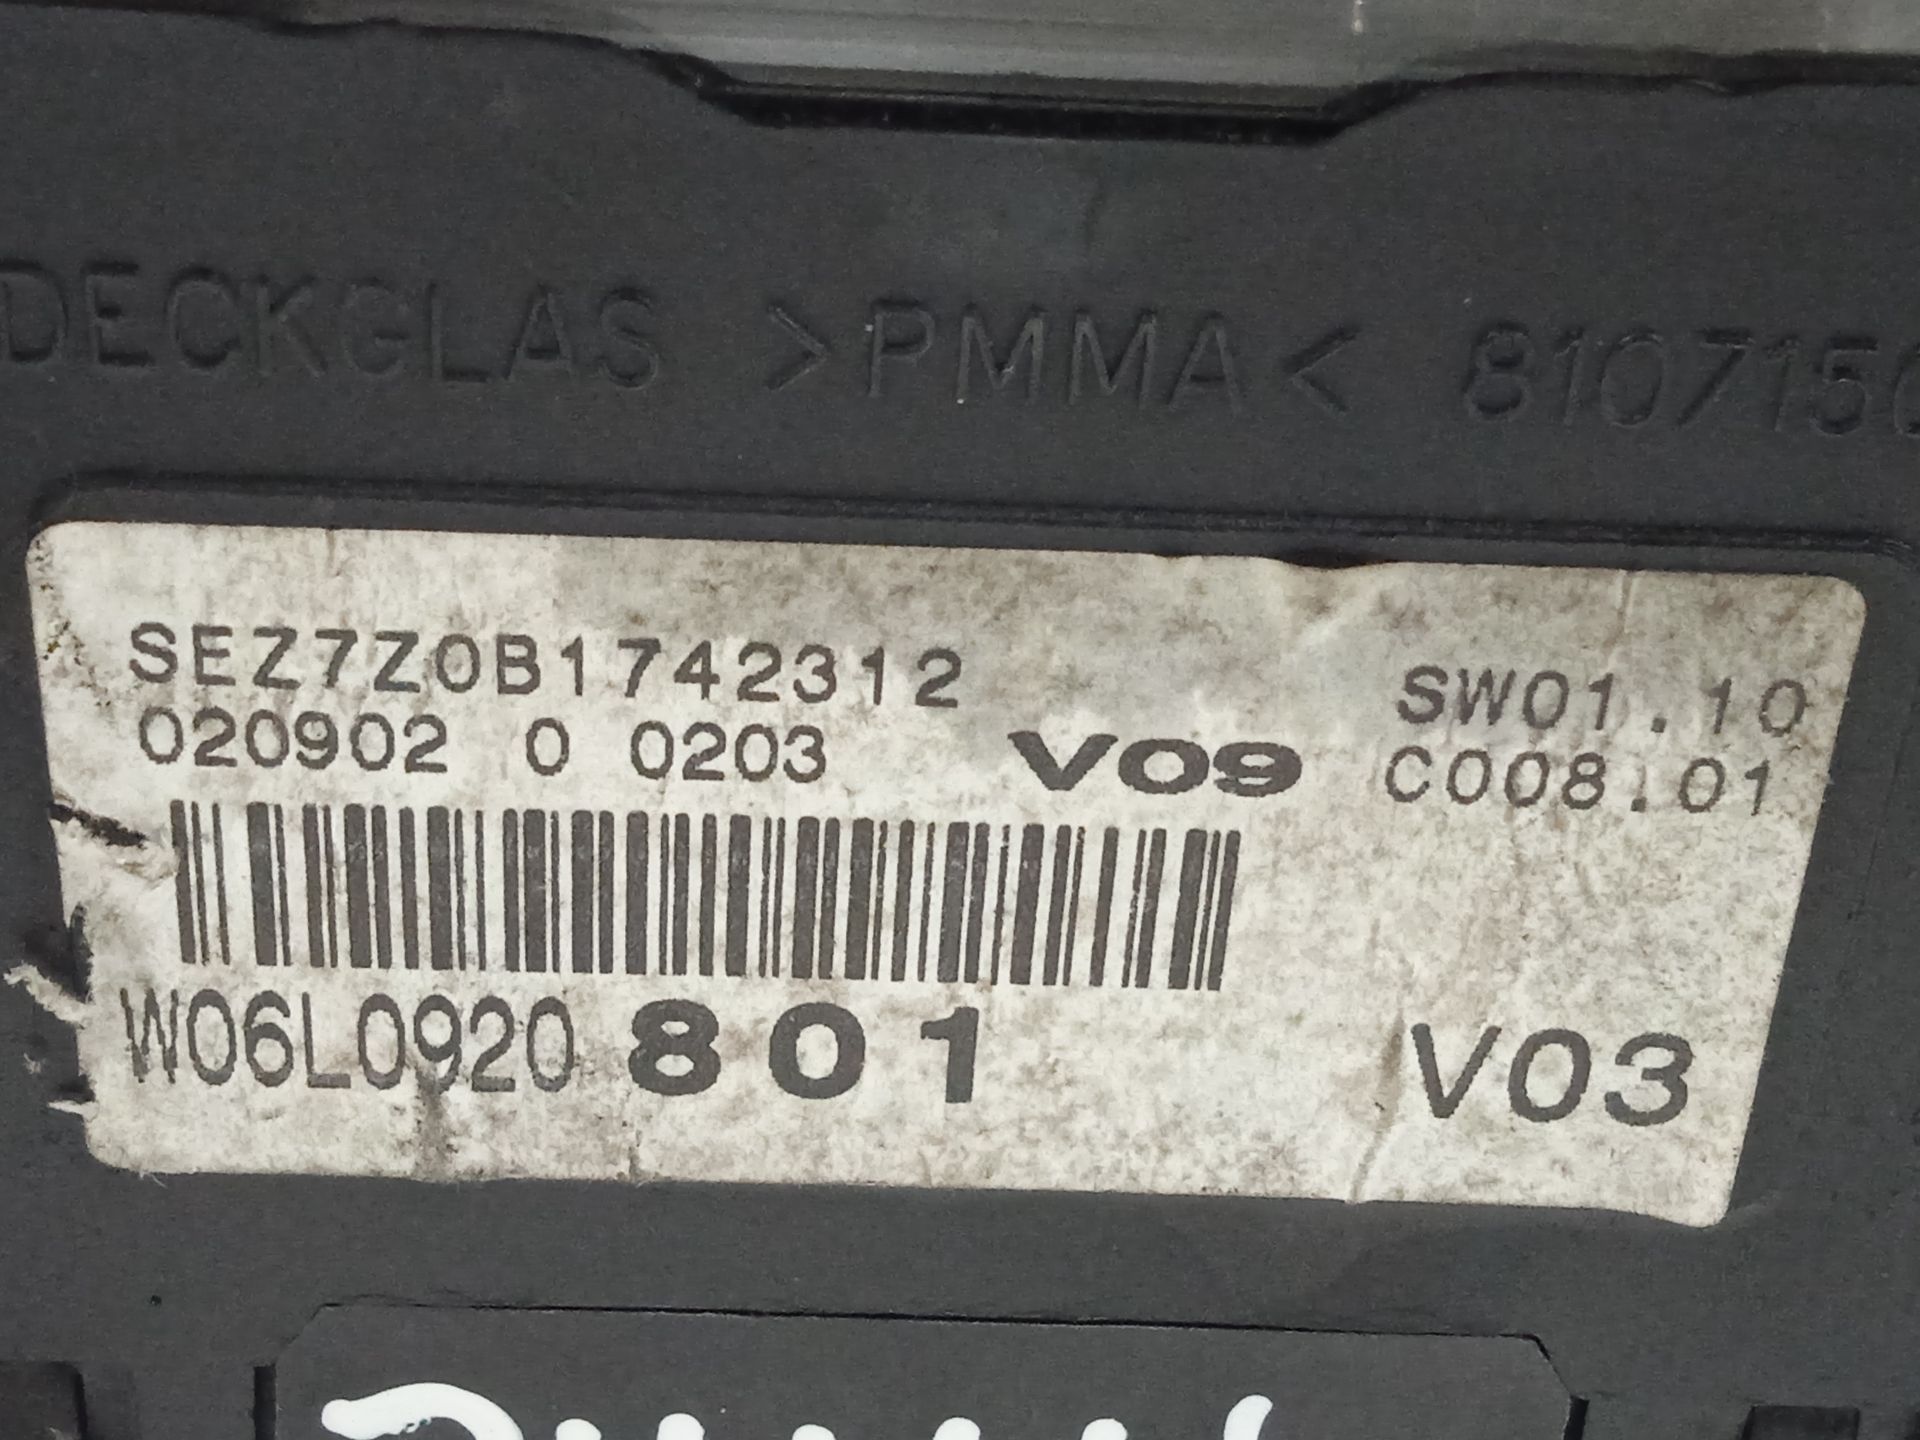 DECKGLAS >PMMA< 8107150
SEZ7Z0B1742312 SW01.10
020902 0 0203 V09 C008.01
W06L0920 801 V03